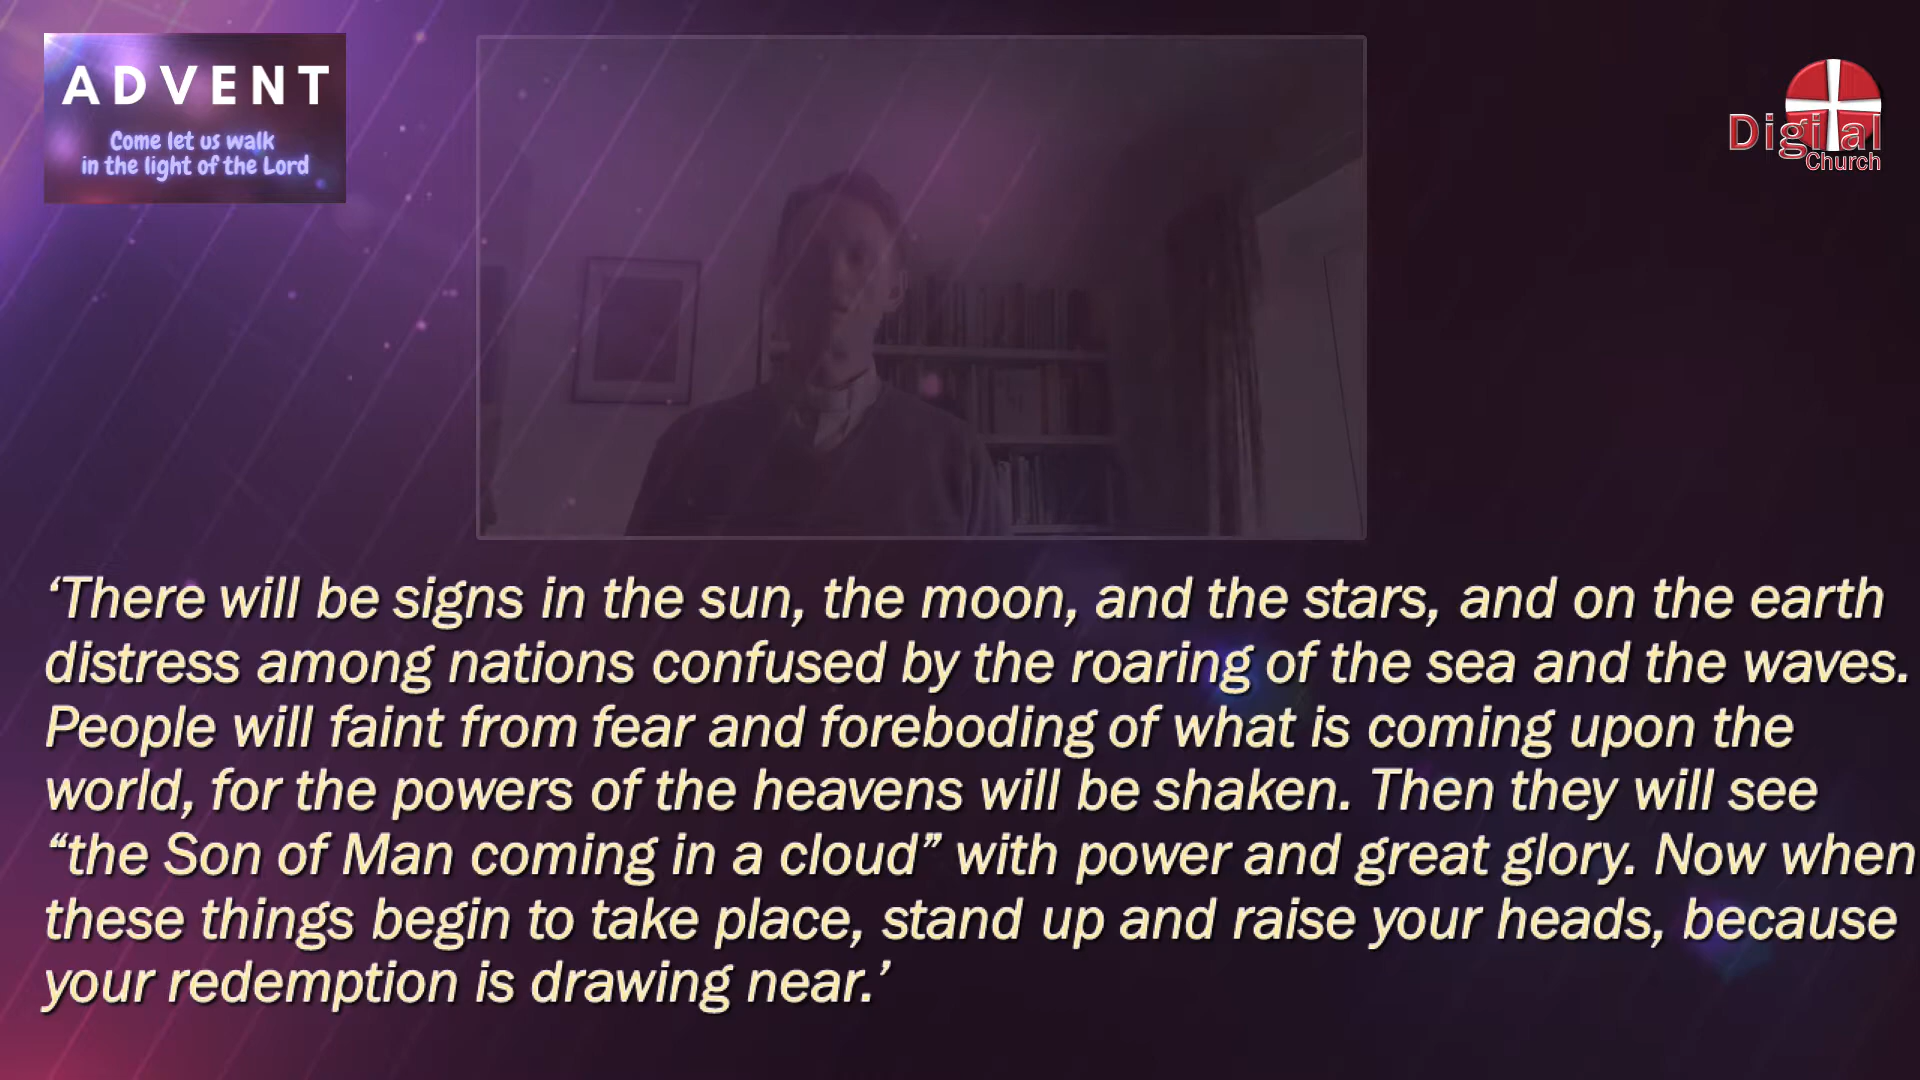 ADVENT
Come let us walk
in the light of the Lord
Digital
Church
‘There will be signs in the sun, the moon, and the stars, and on the earth
distress among nations confused by the roaring of the sea and the waves.
People will faint from fear and foreboding of what is coming upon the
world, for the powers of the heavens will be shaken. Then they will see
“the Son of Man coming in a cloud” with power and great glory. Now when
these things begin to take place, stand up and raise your heads, because
your redemption is drawing near.’